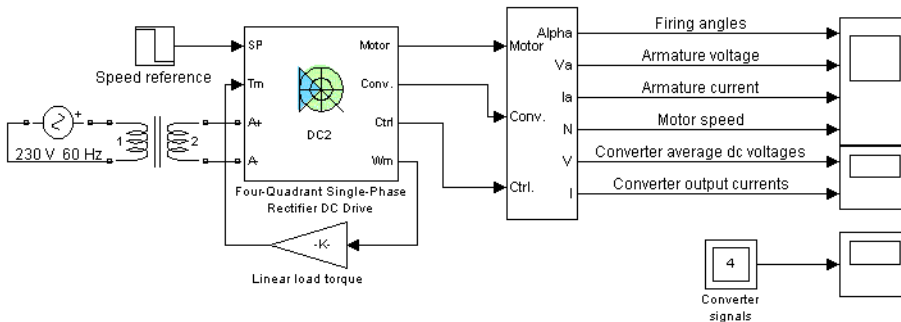 Speed reference
230 V 60 Hz
+
1
2
SP
Tm
A+
A-
Motor
Conv.
Ctrl
Wm
DC2
Four-Quadrant Single-Phase
Rectifier DC Drive
-K-
Linear load torque
Motor
Conv.
Ctrl.
Alpha
Va
Ia
N
V
I
Firing angles
Armature voltage
Armature current
Motor speed
Converter average dc voltages
Converter output currents
4
Converter
signals